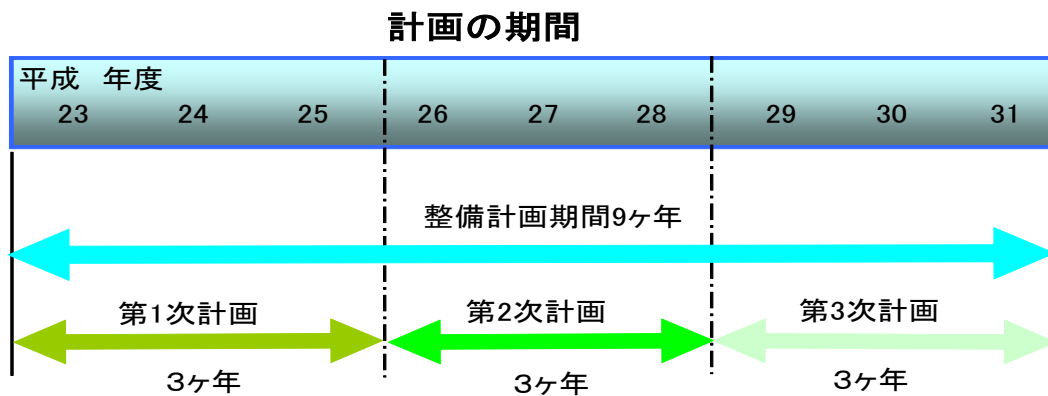 計画の期間
平成 年度
23 24 25 26 27 28 29 30 31
整備計画期間9ヶ年
第1次計画 第2次計画 第3次計画
3ヶ年 3ヶ年 3ヶ年